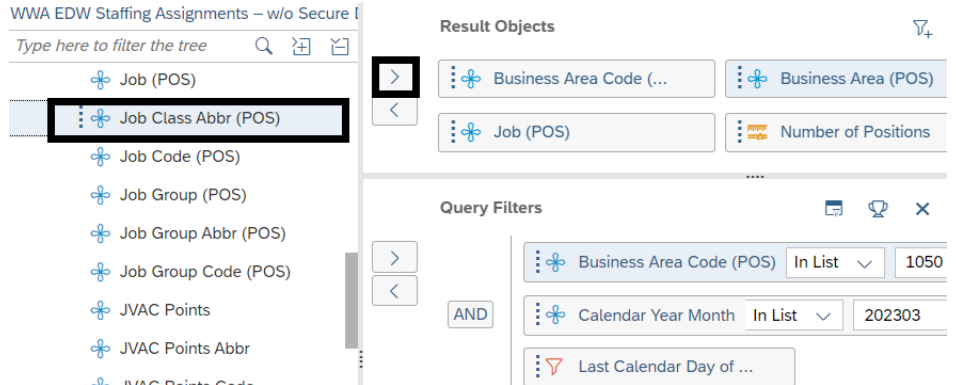 WWA EDW Staffing Assignments – w/o Secure
Type here to filter the tree
Job (POS)
Job Class Abbr (POS)
Job Code (POS)
Job Group (POS)
Job Group Abbr (POS)
Job Group Code (POS)
JVAC Points
JVAC Points Abbr
JVAC Points Code
Result Objects
Business Area Code (...
Business Area (POS)
Job (POS)
Number of Positions
Query Filters
Business Area Code (POS) In List 1050
AND
Calendar Year Month In List 202303
Last Calendar Day of ...